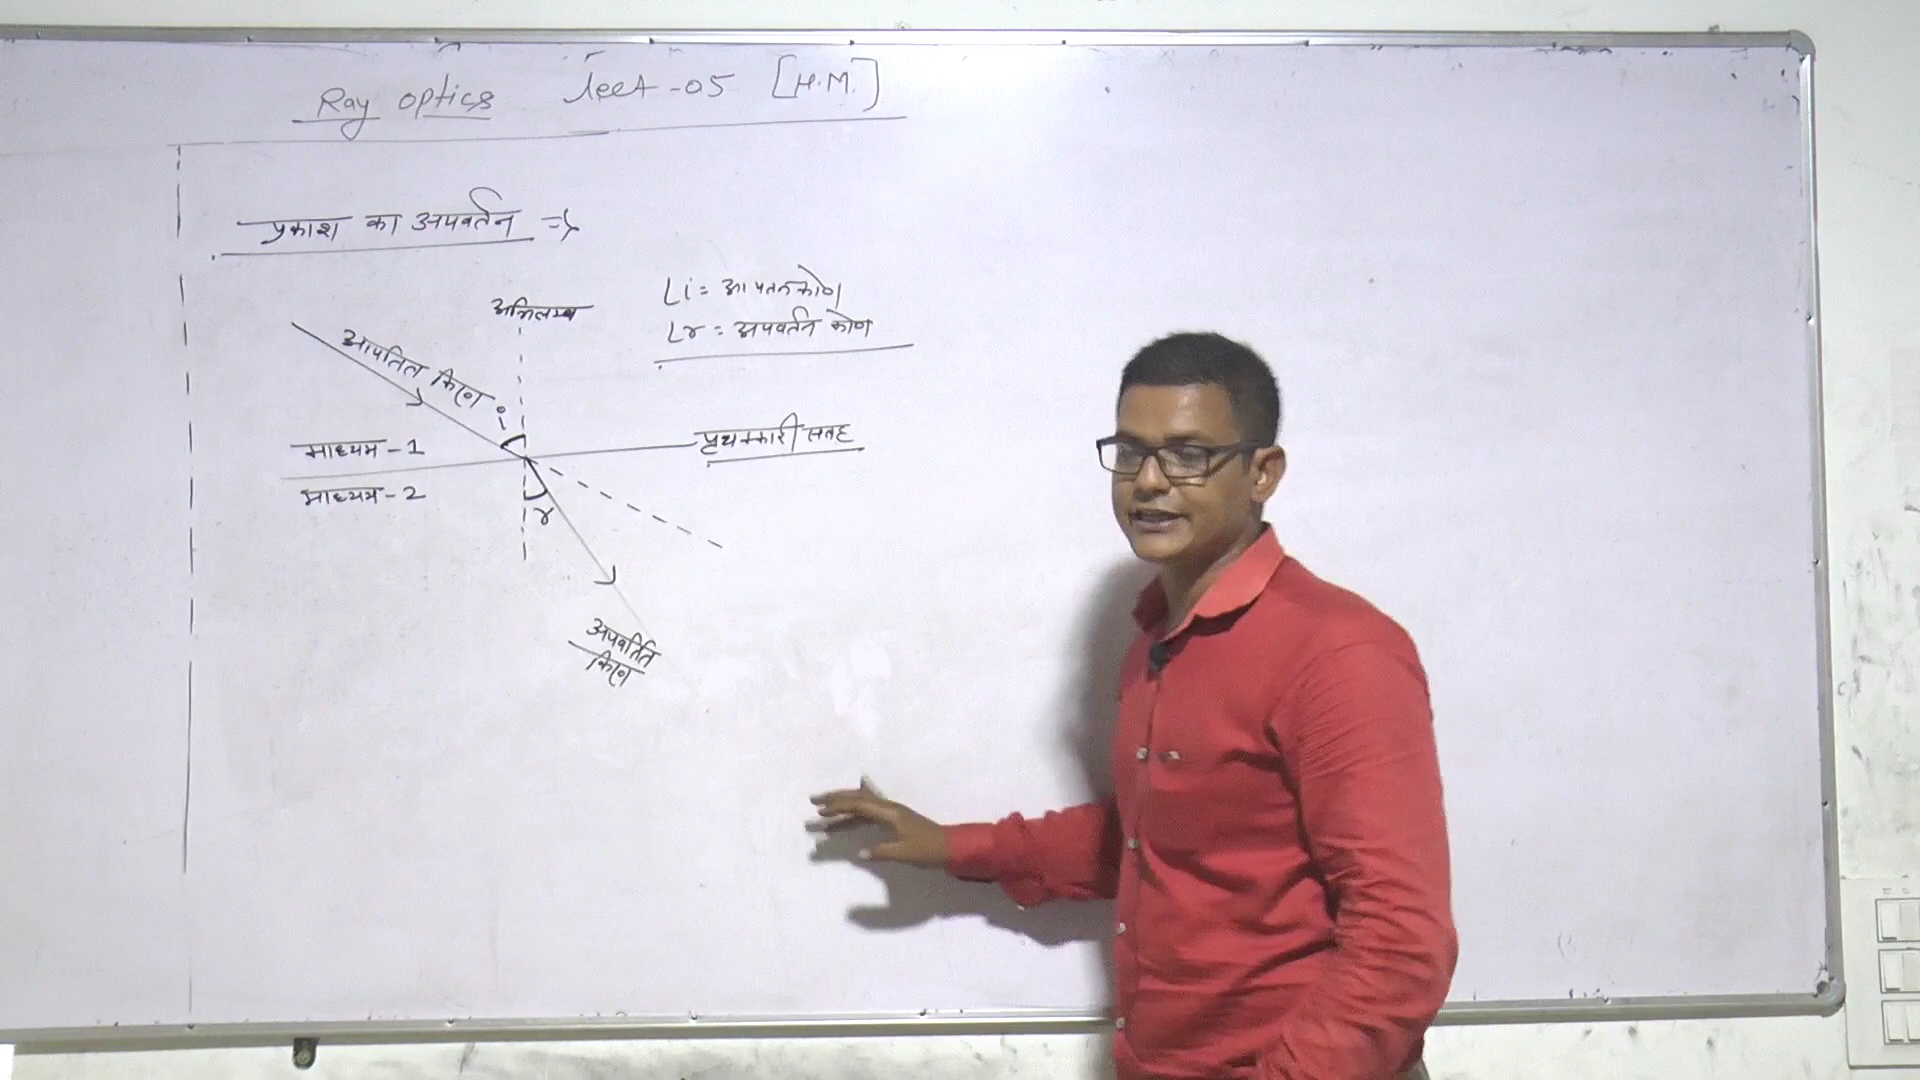 Ray optics Lect-05 [H.M.]
प्रकाश का अपवर्तन ⇒
∠i = आपतन कोण
∠r = अपवर्तन कोण
अभिलम्ब
आपतित किरण
i
माध्यम-1
पृथक्कारी सतह
माध्यम-2
r
अपवर्तित
किरण